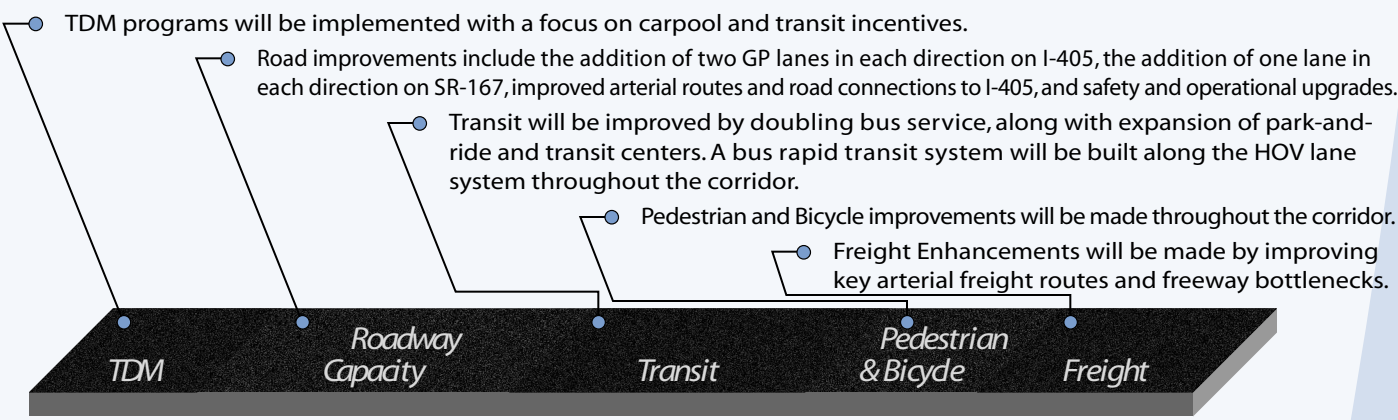 TDM programs will be implemented with a focus on carpool and transit incentives.
Road improvements include the addition of two GP lanes in each direction on I-405, the addition of one lane in
each direction on SR-167, improved arterial routes and road connections to I-405, and safety and operational upgrades.
Transit will be improved by doubling bus service, along with expansion of park-and-
ride and transit centers. A bus rapid transit system will be built along the HOV lane
system throughout the corridor.
Pedestrian and Bicycle improvements will be made throughout the corridor.
Freight Enhancements will be made by improving
key arterial freight routes and freeway bottlenecks.
TDM
Roadway
Capacity
Transit
Pedestrian
& Bicycle
Freight